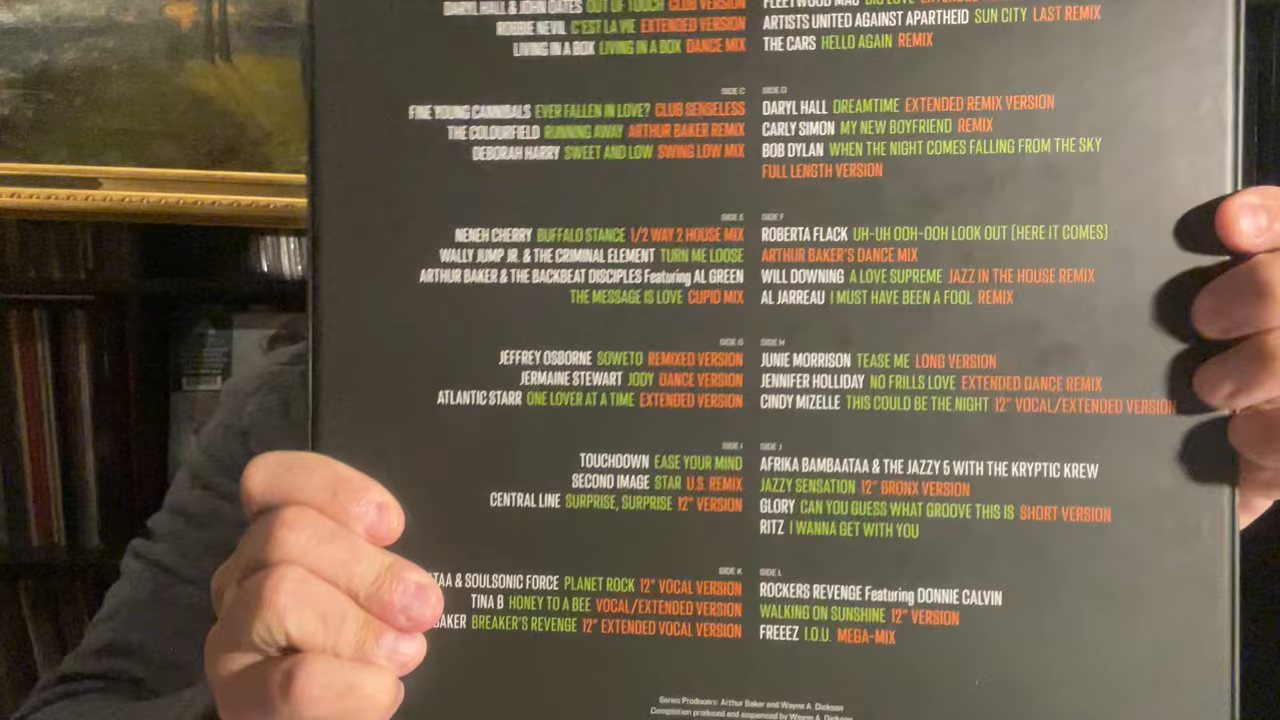 DARYL HALL & JOHN OATES OUT OF TOUCH CLUB VERSION
ROBBIE NEVIL C'EST LA VIE EXTENDED VERSION
LIVING IN A BOX LIVING IN A BOX DANCE MIX
FLEETWOOD MAC BIG LOVE EXTENDED
ARTISTS UNITED AGAINST APARTHEID SUN CITY LAST REMIX
THE CARS HELLO AGAIN REMIX
SIDE C
FINE YOUNG CANNIBALS EVER FALLEN IN LOVE? CLUB SENSELESS
THE COLOURFIELD RUNNING AWAY ARTHUR BAKER REMIX
DEBORAH HARRY SWEET AND LOW SWING LOW MIX
SIDE D
DARYL HALL DREAMTIME EXTENDED REMIX VERSION
CARLY SIMON MY NEW BOYFRIEND REMIX
BOB DYLAN WHEN THE NIGHT COMES FALLING FROM THE SKY
FULL LENGTH VERSION
SIDE E
NENEH CHERRY BUFFALO STANCE 1/2 WAY 2 HOUSE MIX
WALLY JUMP JR. & THE CRIMINAL ELEMENT TURN ME LOOSE
ARTHUR BAKER & THE BACKBEAT DISCIPLES Featuring AL GREEN
THE MESSAGE IS LOVE CUPID MIX
SIDE F
ROBERTA FLACK UH-UH OOH-OOH LOOK OUT (HERE IT COMES)
ARTHUR BAKER'S DANCE MIX
WILL DOWNING A LOVE SUPREME JAZZ IN THE HOUSE REMIX
AL JARREAU I MUST HAVE BEEN A FOOL REMIX
SIDE G
JEFFREY OSBORNE SOWETO REMIXED VERSION
JERMAINE STEWART JODY DANCE VERSION
ATLANTIC STARR ONE LOVER AT A TIME EXTENDED VERSION
SIDE H
JUNIE MORRISON TEASE ME LONG VERSION
JENNIFER HOLLIDAY NO FRILLS LOVE EXTENDED DANCE REMIX
CINDY MIZELLE THIS COULD BE THE NIGHT 12" VOCAL/EXTENDED VERSION
SIDE I
TOUCHDOWN EASE YOUR MIND
SECOND IMAGE STAR U.S. REMIX
CENTRAL LINE SURPRISE, SURPRISE 12" VERSION
SIDE J
AFRIKA BAMBAATAA & THE JAZZY 5 WITH THE KRYPTIC KREW
JAZZY SENSATION 12" BRONX VERSION
GLORY CAN YOU GUESS WHAT GROOVE THIS IS SHORT VERSION
RITZ I WANNA GET WITH YOU
SIDE K
TAA & SOULSONIC FORCE PLANET ROCK 12" VOCAL VERSION
TINA B HONEY TO A BEE VOCAL/EXTENDED VERSION
BAKER BREAKER'S REVENGE 12" EXTENDED VOCAL VERSION
SIDE L
ROCKERS REVENGE Featuring DONNIE CALVIN
WALKING ON SUNSHINE 12" VERSION
FREEEZ I.O.U. MEGA-MIX
Series Producers: Arthur Baker and Wayne A. Dickson
Compilation produced and sequenced by Wayne A. Dickson